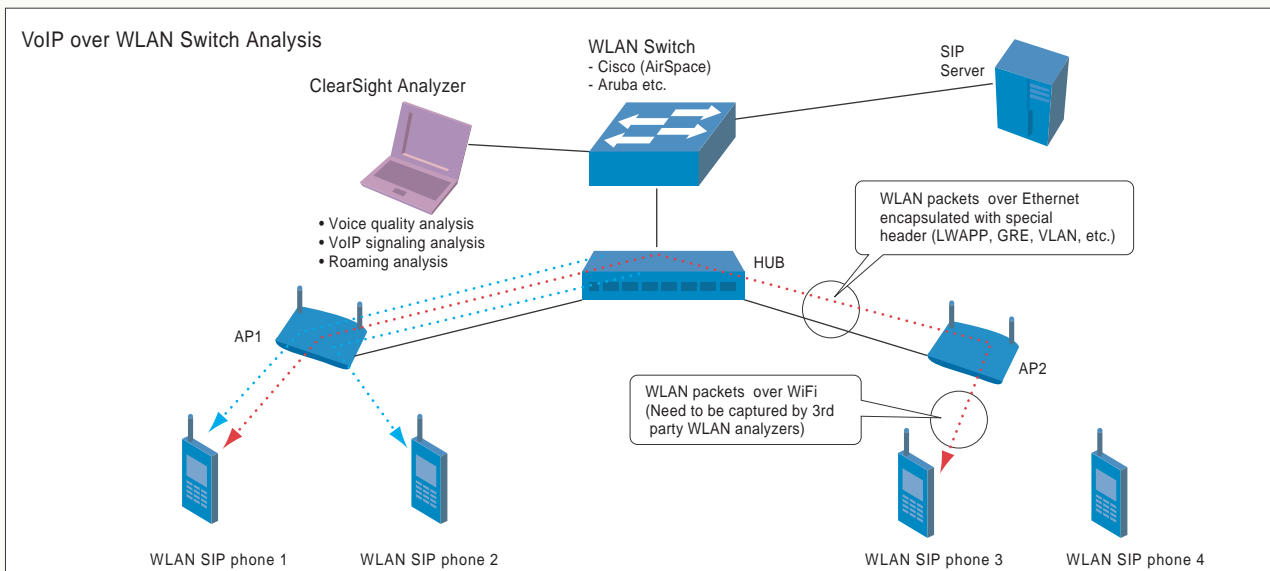 VoIP over WLAN Switch Analysis
WLAN Switch
- Cisco (AirSpace)
- Aruba etc.
SIP
Server
ClearSight Analyzer
• Voice quality analysis
• VoIP signaling analysis
• Roaming analysis
WLAN packets over Ethernet
encapsulated with special
header (LWAPP, GRE, VLAN, etc.)
HUB
AP1
AP2
WLAN packets over WiFi
(Need to be captured by 3rd
party WLAN analyzers)
WLAN SIP phone 1
WLAN SIP phone 2
WLAN SIP phone 3
WLAN SIP phone 4